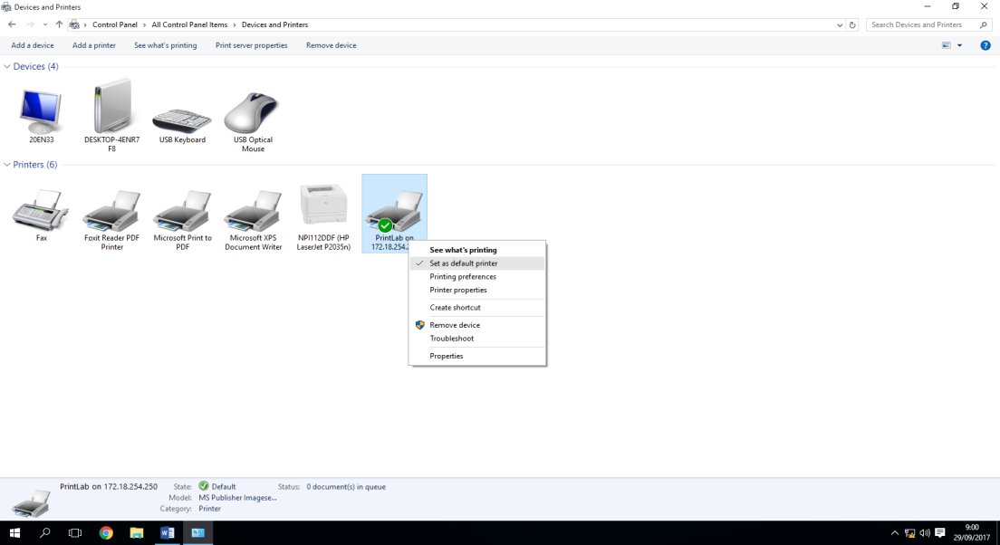 Devices and Printers
Control Panel > All Control Panel Items > Devices and Printers
Search Devices and Printers
Add a device Add a printer See what's printing Print server properties Remove device
Devices (4)
20EN33
DESKTOP-4ENR7
F8
USB Keyboard
USB Optical
Mouse
Printers (6)
Fax
Foxit Reader PDF
Printer
Microsoft Print to
PDF
Microsoft XPS
Document Writer
NPI112DDF (HP
LaserJet P2035n)
PrintLab on
172.18.254.2
See what's printing
Set as default printer
Printing preferences
Printer properties
Create shortcut
Remove device
Troubleshoot
Properties
PrintLab on 172.18.254.250 State: Default Status: 0 document(s) in queue
Model: MS Publisher Imagese...
Category: Printer
9:00
29/09/2017